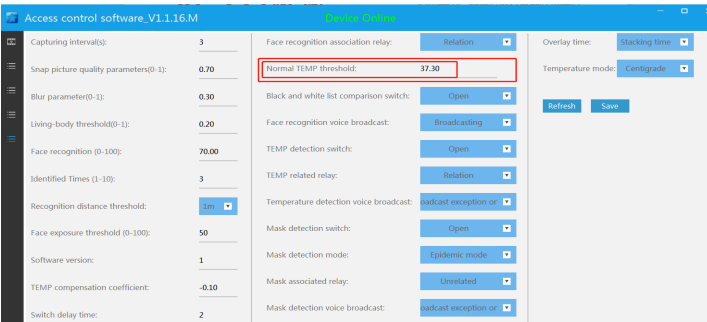 Access control software_V1.1.16.M
Device Online
Capturing interval(s): 3
Snap picture quality parameters(0-1): 0.70
Blur parameter(0-1): 0.30
Living-body threshold(0-1): 0.20
Face recognition (0-100): 70.00
Identified Times (1-10): 3
Recognition distance threshold: 1m
Face exposure threshold (0-100): 50
Software version: 1
TEMP compensation coefficient: -0.10
Switch delay time: 2
Face recognition association relay: Relation
Normal TEMP threshold: 37.30
Black and white list comparison switch: Open
Face recognition voice broadcast: Broadcasting
TEMP detection switch: Open
TEMP related relay: Relation
Temperature detection voice broadcast: oadcast exception or
Mask detection switch: Open
Mask detection mode: Epidemic mode
Mask associated relay: Unrelated
Mask detection voice broadcast: oadcast exception or
Overlay time: Stacking time
Temperature mode: Centigrade
Refresh Save